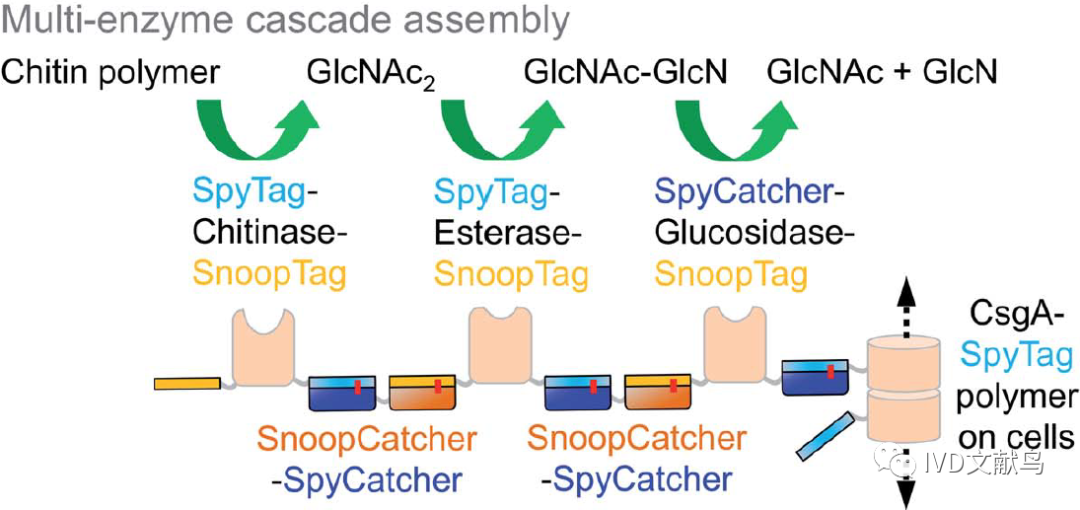 Multi-enzyme cascade assembly
Chitin polymer GlcNAc₂ GlcNAc-GlcN GlcNAc + GlcN
SpyTag-
Chitinase-
SnoopTag
SpyTag-
Esterase-
SnoopTag
SpyCatcher-
Glucosidase-
SnoopTag
CsgA-
SpyTag
polymer
on cells
SnoopCatcher
-SpyCatcher
SnoopCatcher
-SpyCatcher
IVD文献鸟